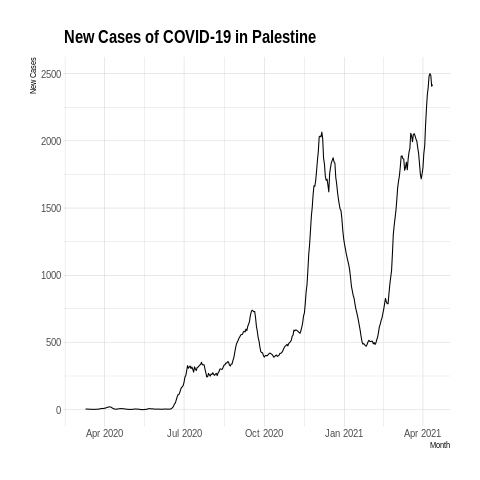 New Cases of COVID-19 in Palestine
New Cases
2500
2000
1500
1000
500
0
Apr 2020 Jul 2020 Oct 2020 Jan 2021 Apr 2021
Month